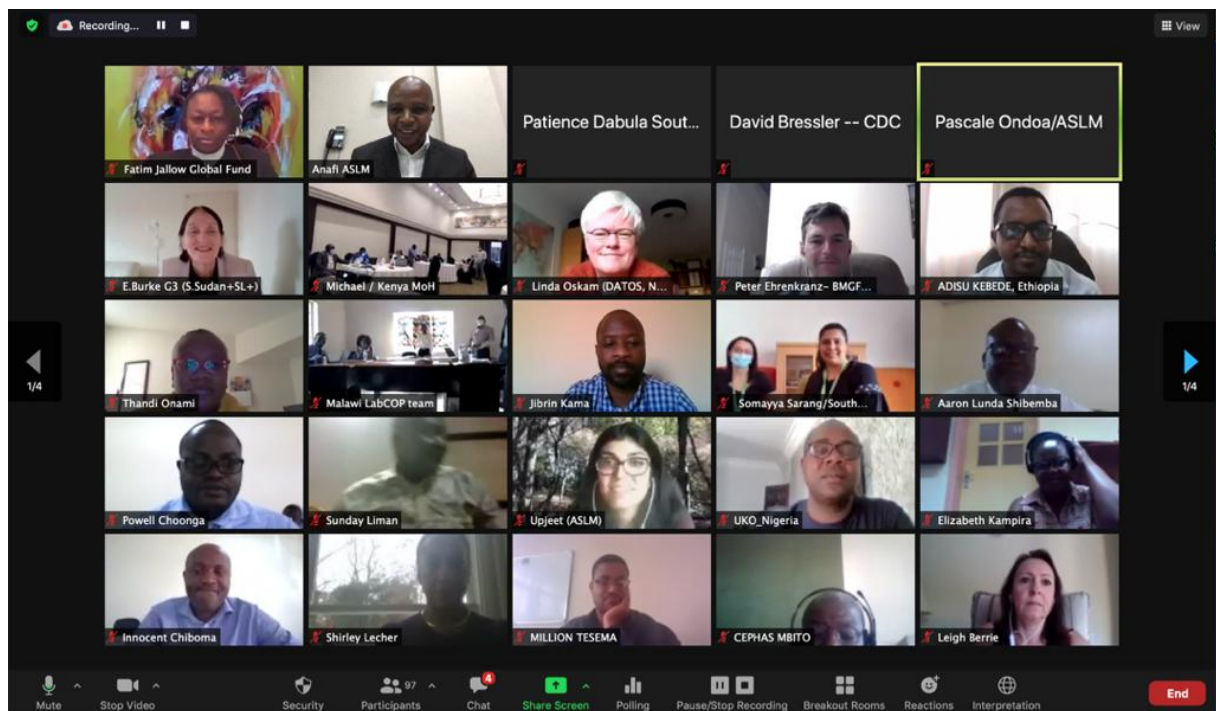 Recording...
View
Fatim Jallow Global Fund
Anafi ASLM
Patience Dabula Sout...
David Bressler -- CDC
Pascale Ondoa/ASLM
E.Burke G3 (S.Sudan+SL+)
Michael / Kenya MoH
Linda Oskam (DATOS, N...
Peter Ehrenkranz- BMGF...
ADISU KEBEDE, Ethiopia
1/4
Thandi Onami
Malawi LabCOP team
Jibrin Kama
Somayya Sarang/South...
Aaron Lunda Shibemba
1/4
Powell Choonga
Sunday Liman
Upjeet (ASLM)
UKO_Nigeria
Elizabeth Kampira
Innocent Chiboma
Shirley Lecher
MILLION TESEMA
CEPHAS MBITO
Leigh Berrie
97
4
Mute
Stop Video
Security
Participants
Chat
Share Screen
Polling
Pause/Stop Recording
Breakout Rooms
Reactions
Interpretation
End